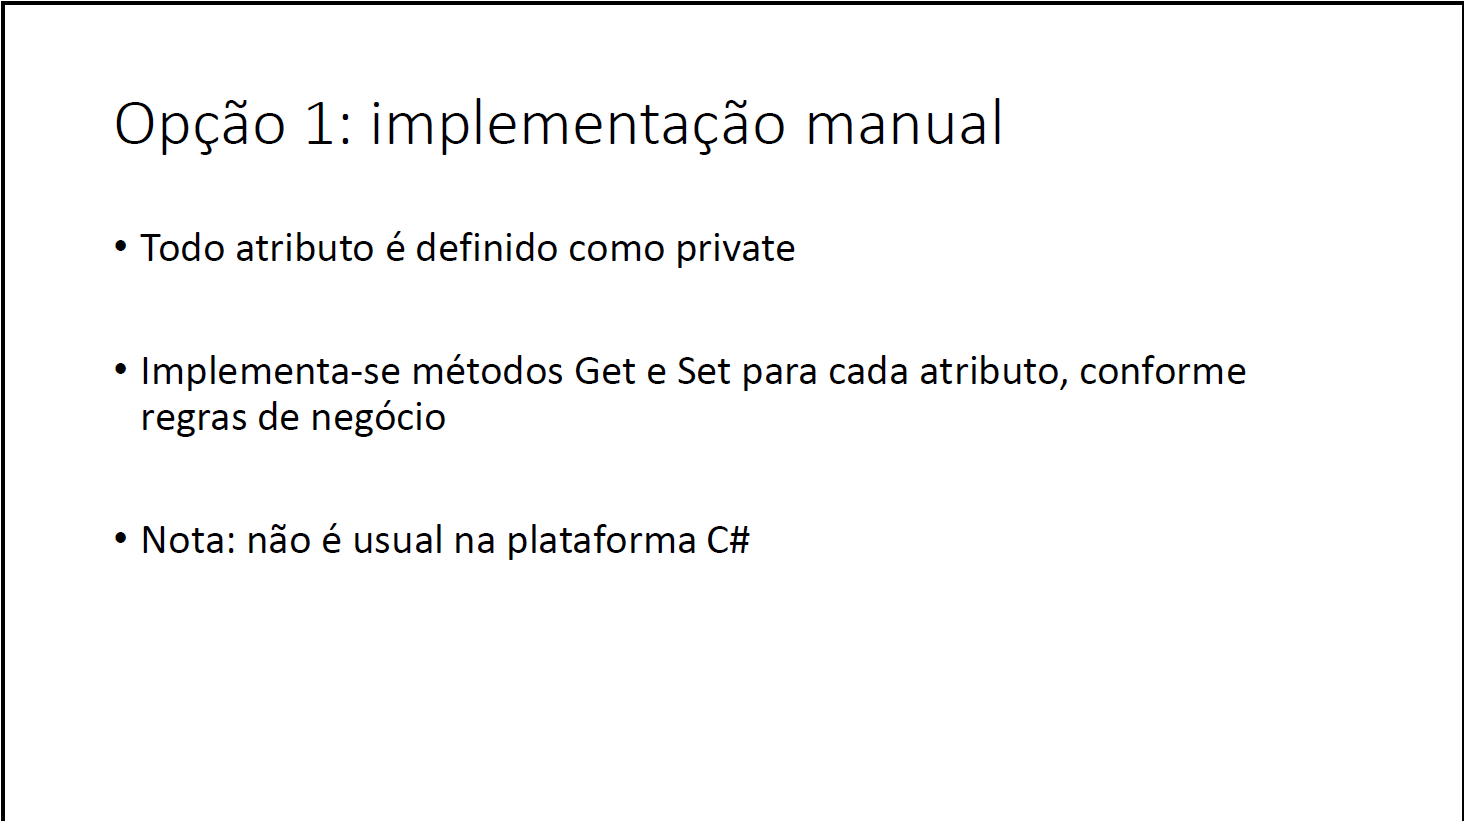 Opção 1: implementação manual
• Todo atributo é definido como private
• Implementa-se métodos Get e Set para cada atributo, conforme
regras de negócio
• Nota: não é usual na plataforma C#